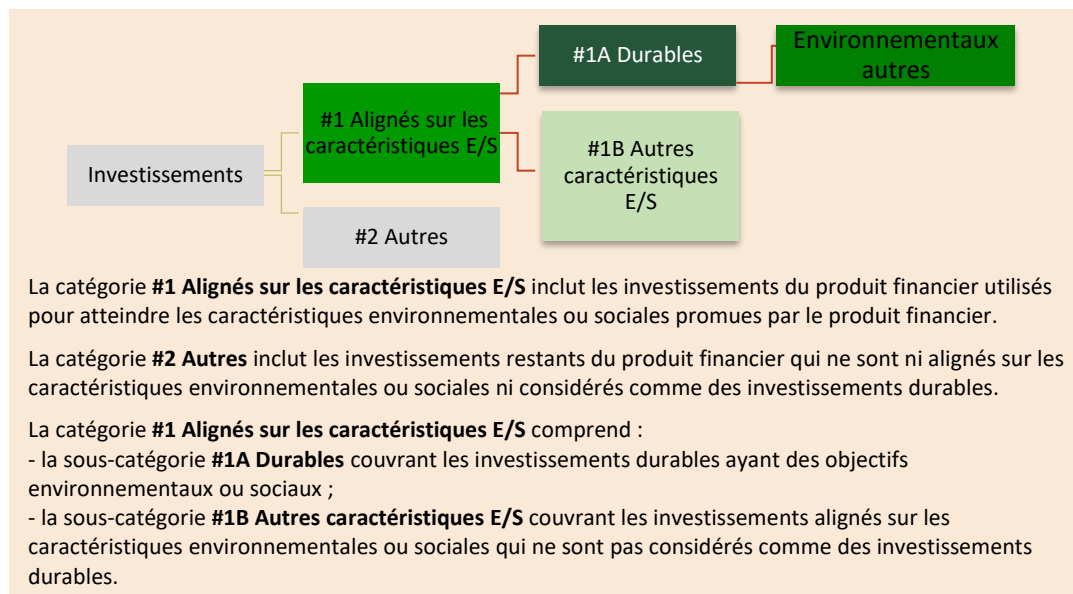 Environnementaux
autres
#1A Durables
#1 Alignés sur les
caractéristiques E/S
#1B Autres
caractéristiques
E/S
Investissements
#2 Autres
La catégorie #1 Alignés sur les caractéristiques E/S inclut les investissements du produit financier utilisés
pour atteindre les caractéristiques environnementales ou sociales promues par le produit financier.
La catégorie #2 Autres inclut les investissements restants du produit financier qui ne sont ni alignés sur les
caractéristiques environnementales ou sociales ni considérés comme des investissements durables.
La catégorie #1 Alignés sur les caractéristiques E/S comprend :
- la sous-catégorie #1A Durables couvrant les investissements durables ayant des objectifs
environnementaux ou sociaux ;
- la sous-catégorie #1B Autres caractéristiques E/S couvrant les investissements alignés sur les
caractéristiques environnementales ou sociales qui ne sont pas considérés comme des investissements
durables.